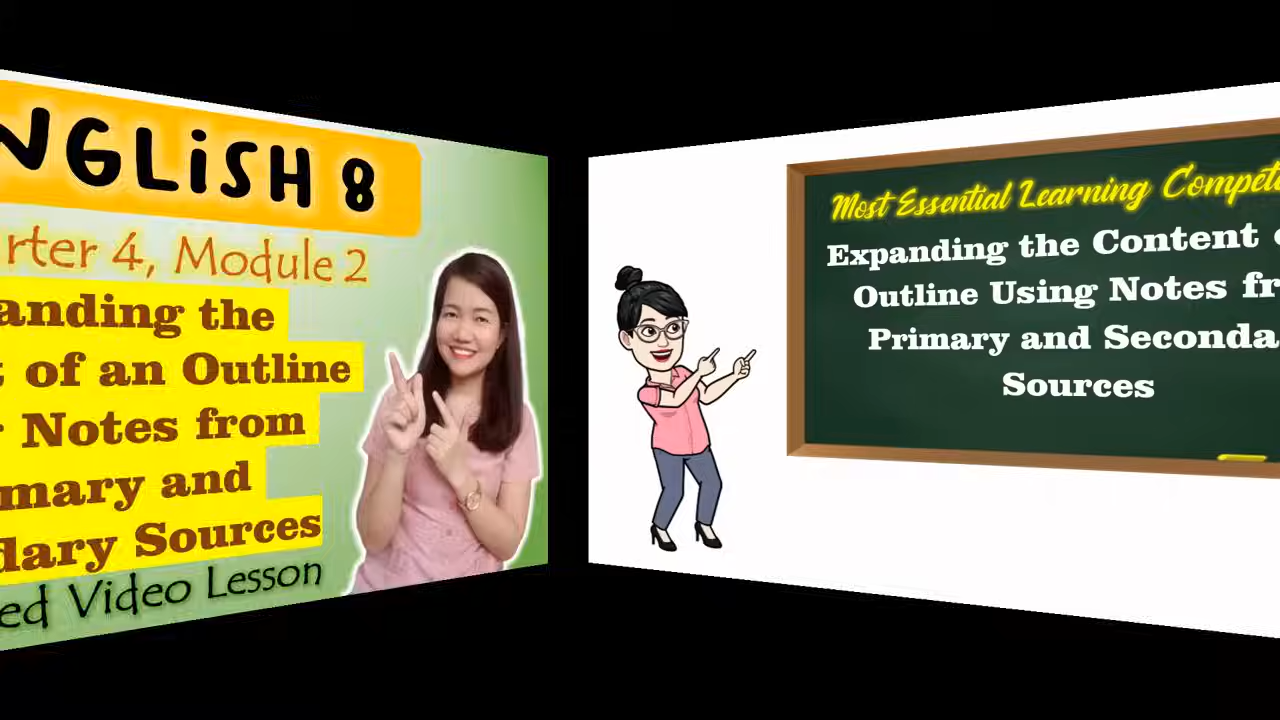 NGLiSH 8
rter 4, Module 2
anding the
of an Outline
Notes from
mary and
dary Sources
ed Video Lesson
Most Essential Learning Compet
Expanding the Content
Outline Using Notes fr
Primary and Seconda
Sources